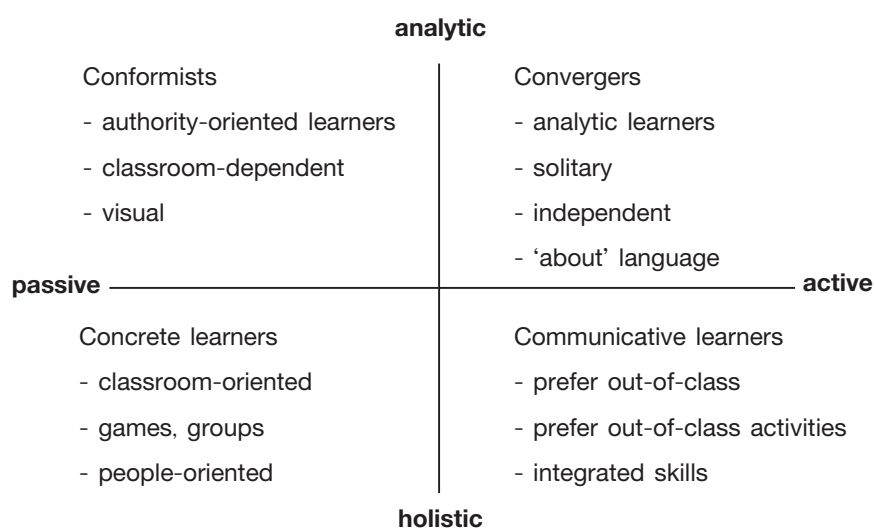 analytic
Conformists
- authority-oriented learners
- classroom-dependent
- visual
Convergers
- analytic learners
- solitary
- independent
- ‘about’ language
passive
active
Concrete learners
- classroom-oriented
- games, groups
- people-oriented
Communicative learners
- prefer out-of-class
- prefer out-of-class activities
- integrated skills
holistic